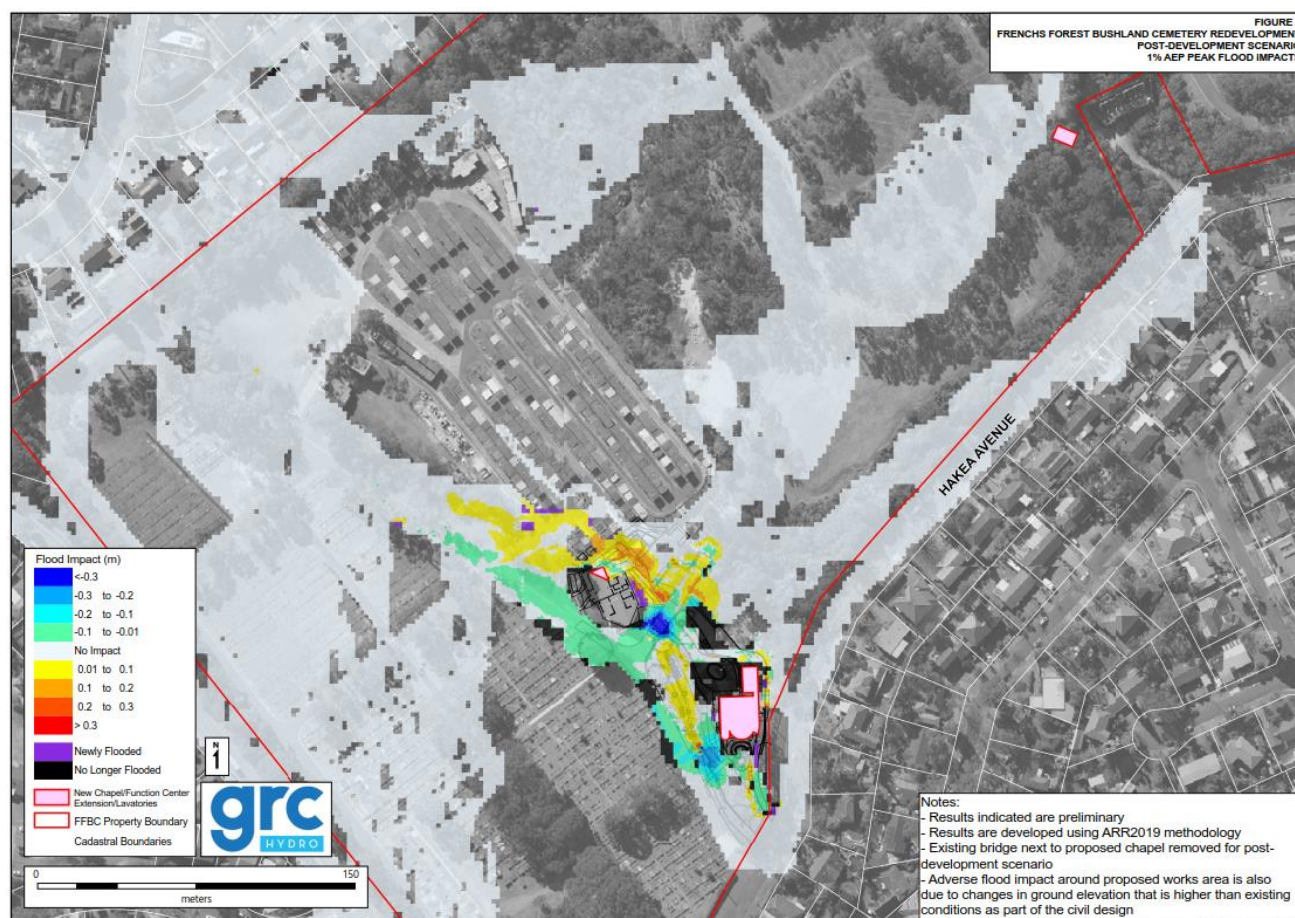 FIGURE
FRENCHS FOREST BUSHLAND CEMETERY REDEVELOPMEN
POST-DEVELOPMENT SCENARIO
1% AEP PEAK FLOOD IMPACTS
HAKEA AVENUE
Flood Impact (m)
<-0.3
-0.3 to -0.2
-0.2 to -0.1
-0.1 to -0.01
No Impact
0.01 to 0.1
0.1 to 0.2
0.2 to 0.3
> 0.3
Newly Flooded
No Longer Flooded
New Chapel/Function Center
Extension/Lavatories
FFBC Property Boundary
Cadastral Boundaries
N
grc
HYDRO
0 150
meters
Notes:
- Results indicated are preliminary
- Results are developed using ARR2019 methodology
- Existing bridge next to proposed chapel removed for post-
development scenario
- Adverse flood impact around proposed works area is also
due to changes in ground elevation that is higher than existing
conditions as part of the civil design